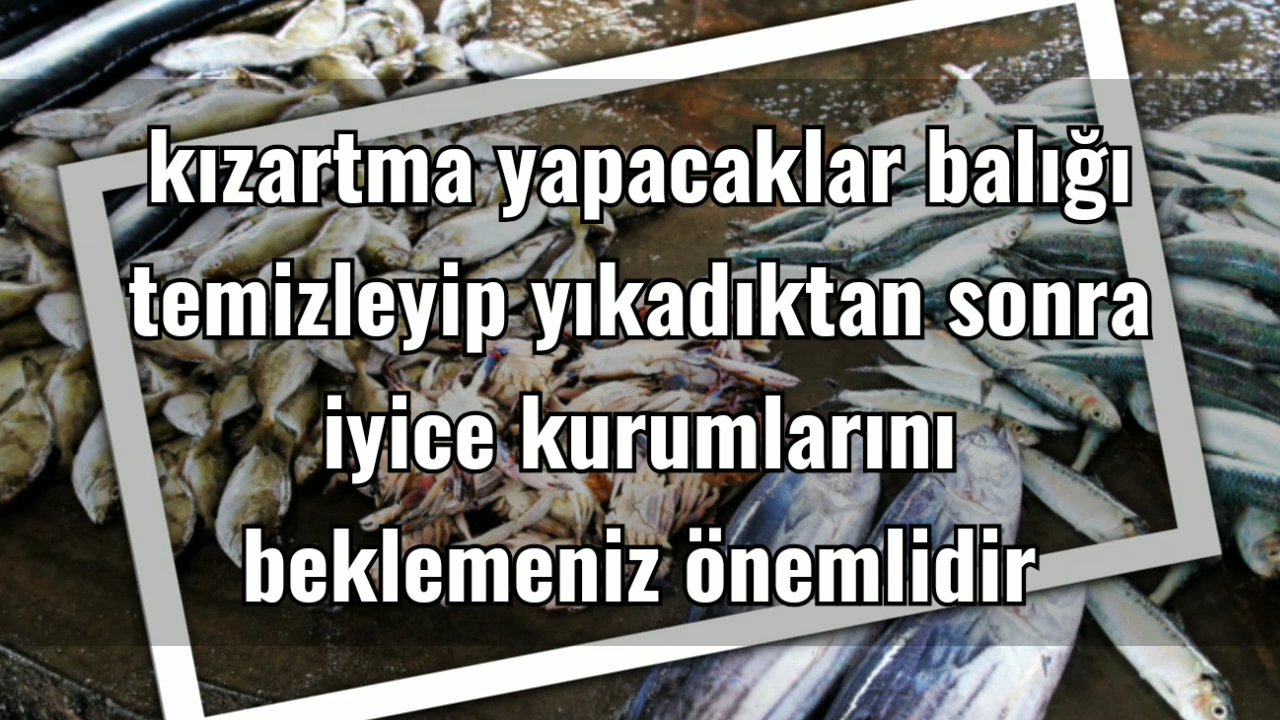 kızartma yapacaklar balığı
temizleyip yıkadıktan sonra
iyice kurumlarını
beklemeniz önemlidir